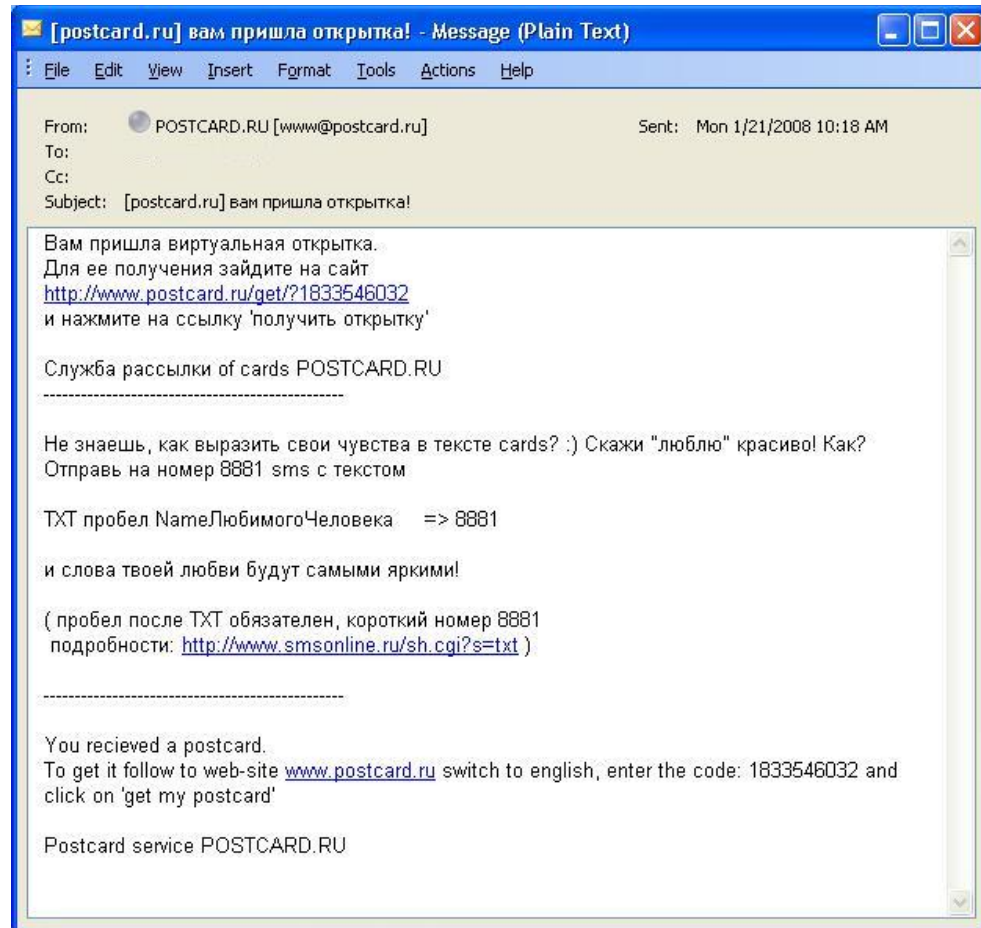 [postcard.ru] вам пришла открытка! - Message (Plain Text)
File Edit View Insert Format Tools Actions Help
From: POSTCARD.RU [www@postcard.ru] Sent: Mon 1/21/2008 10:18 AM
To:
Cc:
Subject: [postcard.ru] вам пришла открытка!
Вам пришла виртуальная открытка.
Для ее получения зайдите на сайт
http://www.postcard.ru/get/?1833546032
и нажмите на ссылку 'получить открытку'
Служба рассылки of cards POSTCARD.RU
------------------------------------------------
Не знаешь, как выразить свои чувства в тексте cards? :) Скажи "люблю" красиво! Как?
Отправь на номер 8881 sms с текстом
TXT пробел NameЛюбимогоЧеловека => 8881
и слова твоей любви будут самыми яркими!
( пробел после TXT обязателен, короткий номер 8881
подробности: http://www.smsonline.ru/sh.cgi?s=txt )
------------------------------------------------
You recieved a postcard.
To get it follow to web-site www.postcard.ru switch to english, enter the code: 1833546032 and
click on 'get my postcard'
Postcard service POSTCARD.RU